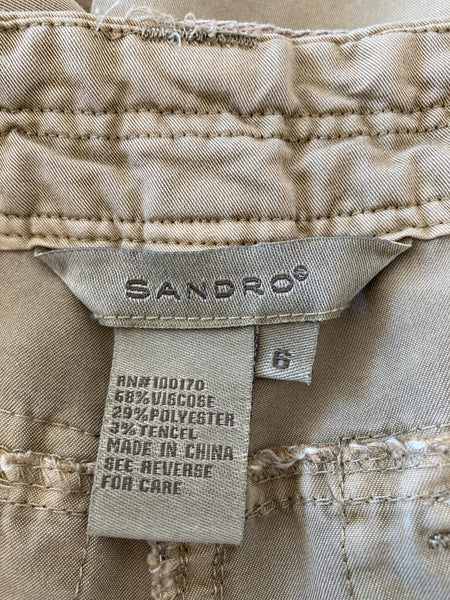 SANDRO®
6
RN#100170
68% VISCOSE
29% POLYESTER
3% TENCEL
MADE IN CHINA
SEE REVERSE
FOR CARE